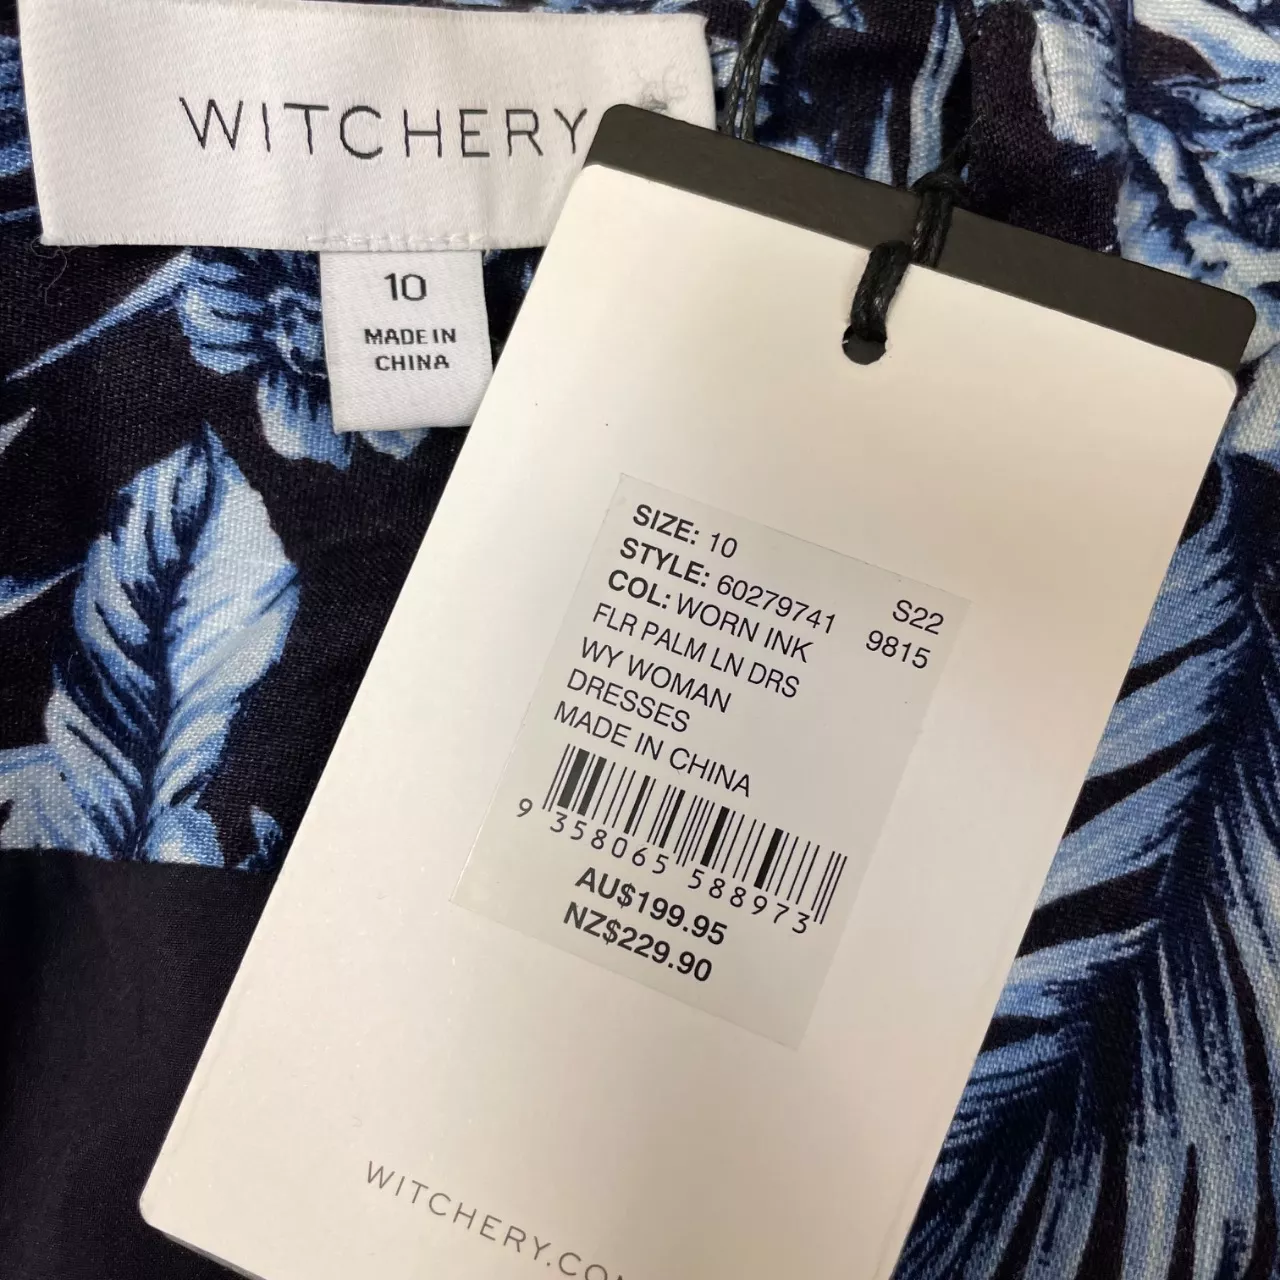 WITCHERY
10
MADE IN
CHINA
SIZE: 10
STYLE: 60279741 S22
COL: WORN INK 9815
FLR PALM LN DRS
WY WOMAN
DRESSES
MADE IN CHINA
9 358065 588973
AU$199.95
NZ$229.90
WITCHERY.CO